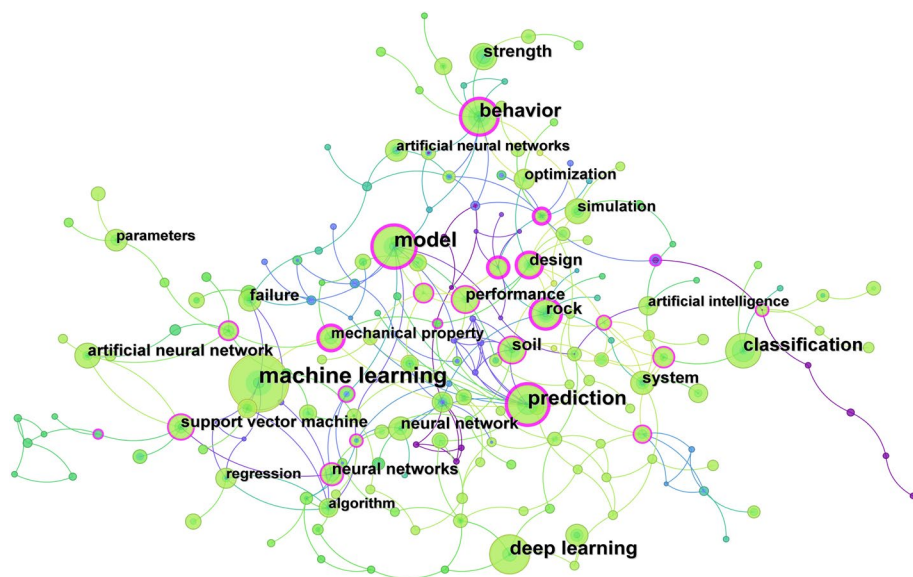 strength
behavior
artificial neural networks
optimization
simulation
parameters
model
design
failure
performance
artificial intelligence
rock
mechanical property
artificial neural network
soil
classification
machine learning
system
prediction
support vector machine
neural network
regression
neural networks
algorithm
deep learning